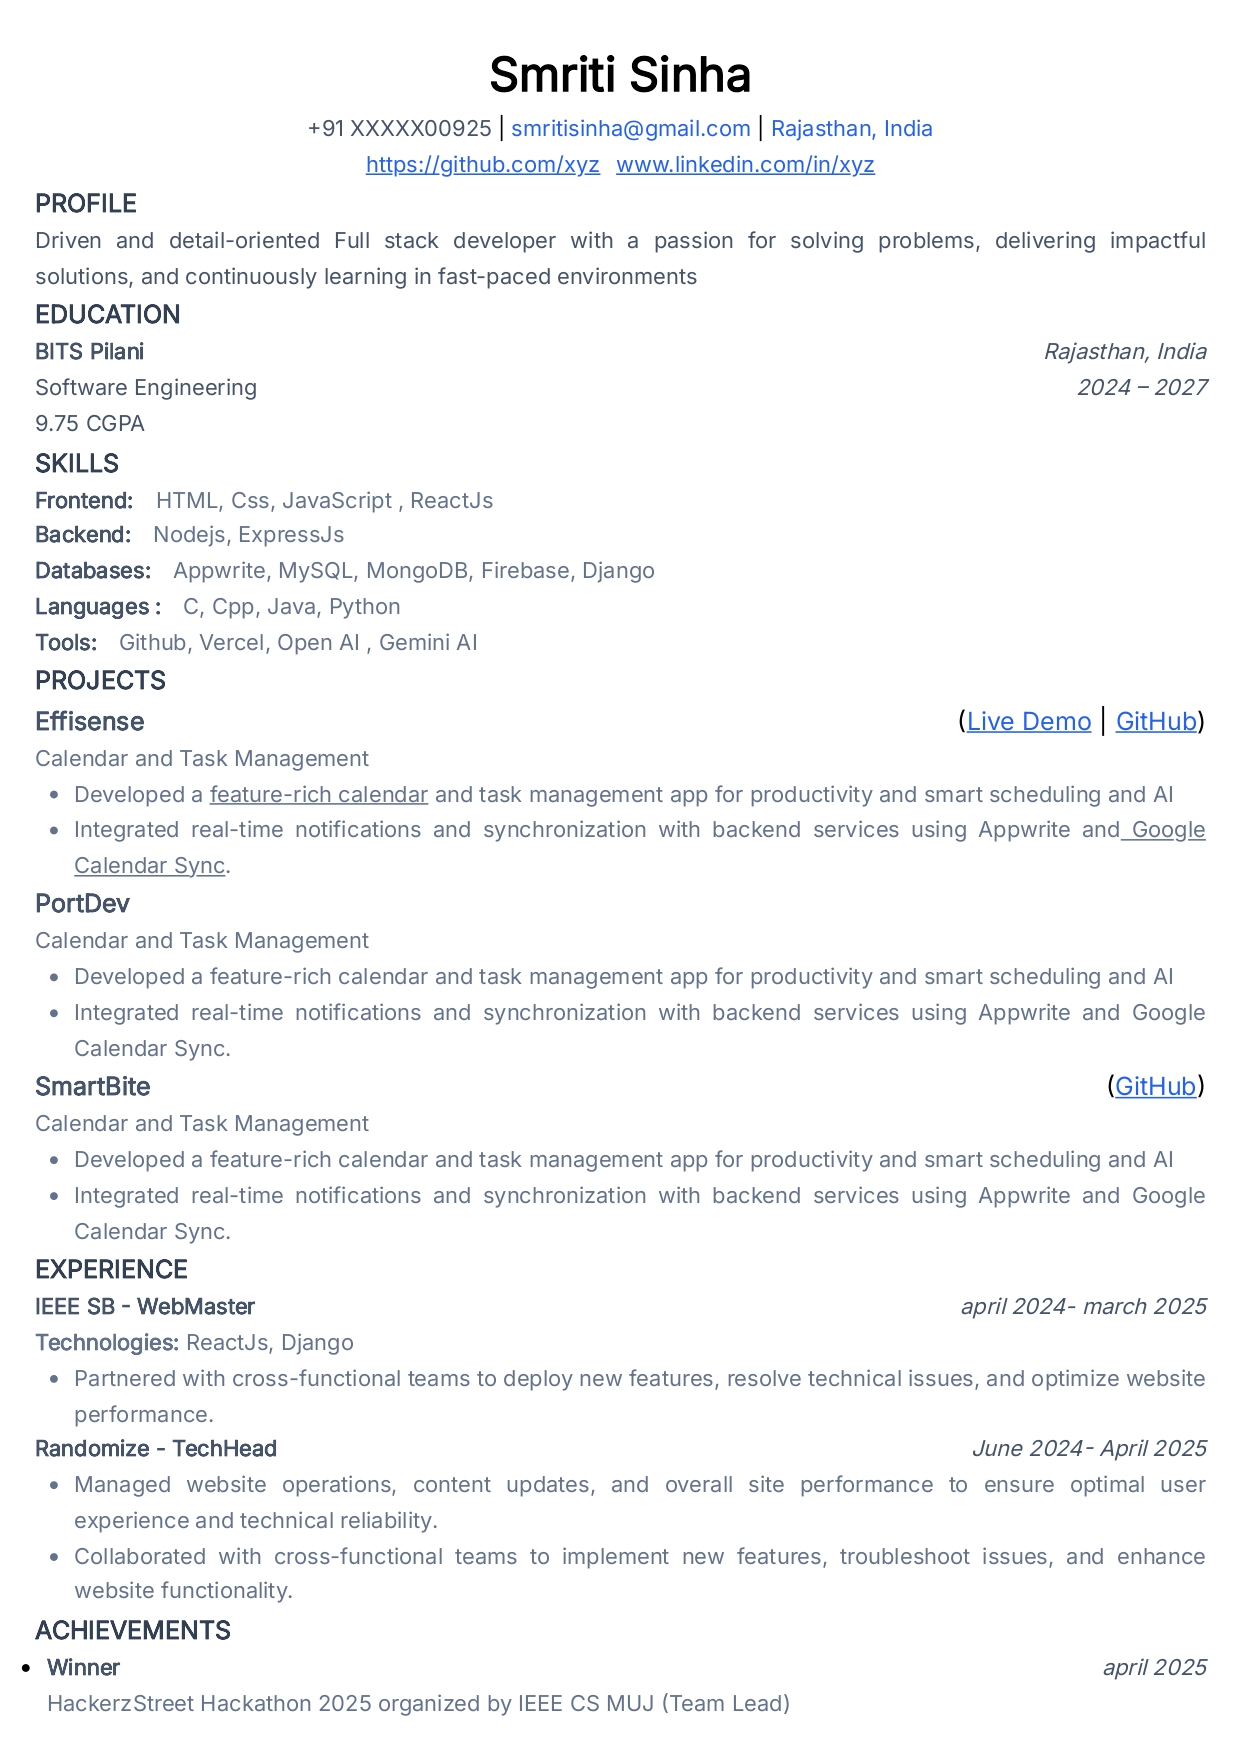 Smriti Sinha
+91 XXXXX00925 | smritisinha@gmail.com | Rajasthan, India
https://github.com/xyz www.linkedin.com/in/xyz
PROFILE
Driven and detail-oriented Full stack developer with a passion for solving problems, delivering impactful
solutions, and continuously learning in fast-paced environments
EDUCATION
BITS Pilani Rajasthan, India
Software Engineering 2024 – 2027
9.75 CGPA
SKILLS
Frontend: HTML, Css, JavaScript , ReactJs
Backend: Nodejs, ExpressJs
Databases: Appwrite, MySQL, MongoDB, Firebase, Django
Languages : C, Cpp, Java, Python
Tools: Github, Vercel, Open AI , Gemini AI
PROJECTS
Effisense (Live Demo | GitHub)
Calendar and Task Management
• Developed a feature-rich calendar and task management app for productivity and smart scheduling and AI
• Integrated real-time notifications and synchronization with backend services using Appwrite and Google
Calendar Sync.
PortDev
Calendar and Task Management
• Developed a feature-rich calendar and task management app for productivity and smart scheduling and AI
• Integrated real-time notifications and synchronization with backend services using Appwrite and Google
Calendar Sync.
SmartBite (GitHub)
Calendar and Task Management
• Developed a feature-rich calendar and task management app for productivity and smart scheduling and AI
• Integrated real-time notifications and synchronization with backend services using Appwrite and Google
Calendar Sync.
EXPERIENCE
IEEE SB - WebMaster april 2024- march 2025
Technologies: ReactJs, Django
• Partnered with cross-functional teams to deploy new features, resolve technical issues, and optimize website
performance.
Randomize - TechHead June 2024- April 2025
• Managed website operations, content updates, and overall site performance to ensure optimal user
experience and technical reliability.
• Collaborated with cross-functional teams to implement new features, troubleshoot issues, and enhance
website functionality.
ACHIEVEMENTS
• Winner april 2025
HackerzStreet Hackathon 2025 organized by IEEE CS MUJ (Team Lead)